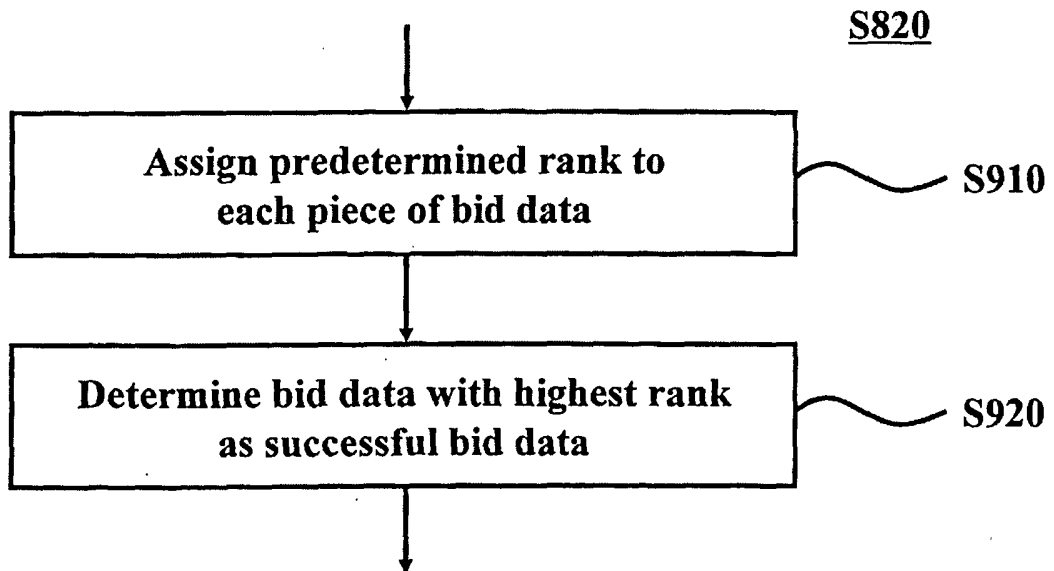 S820
Assign predetermined rank to
each piece of bid data
S910
Determine bid data with highest rank
as successful bid data
S920